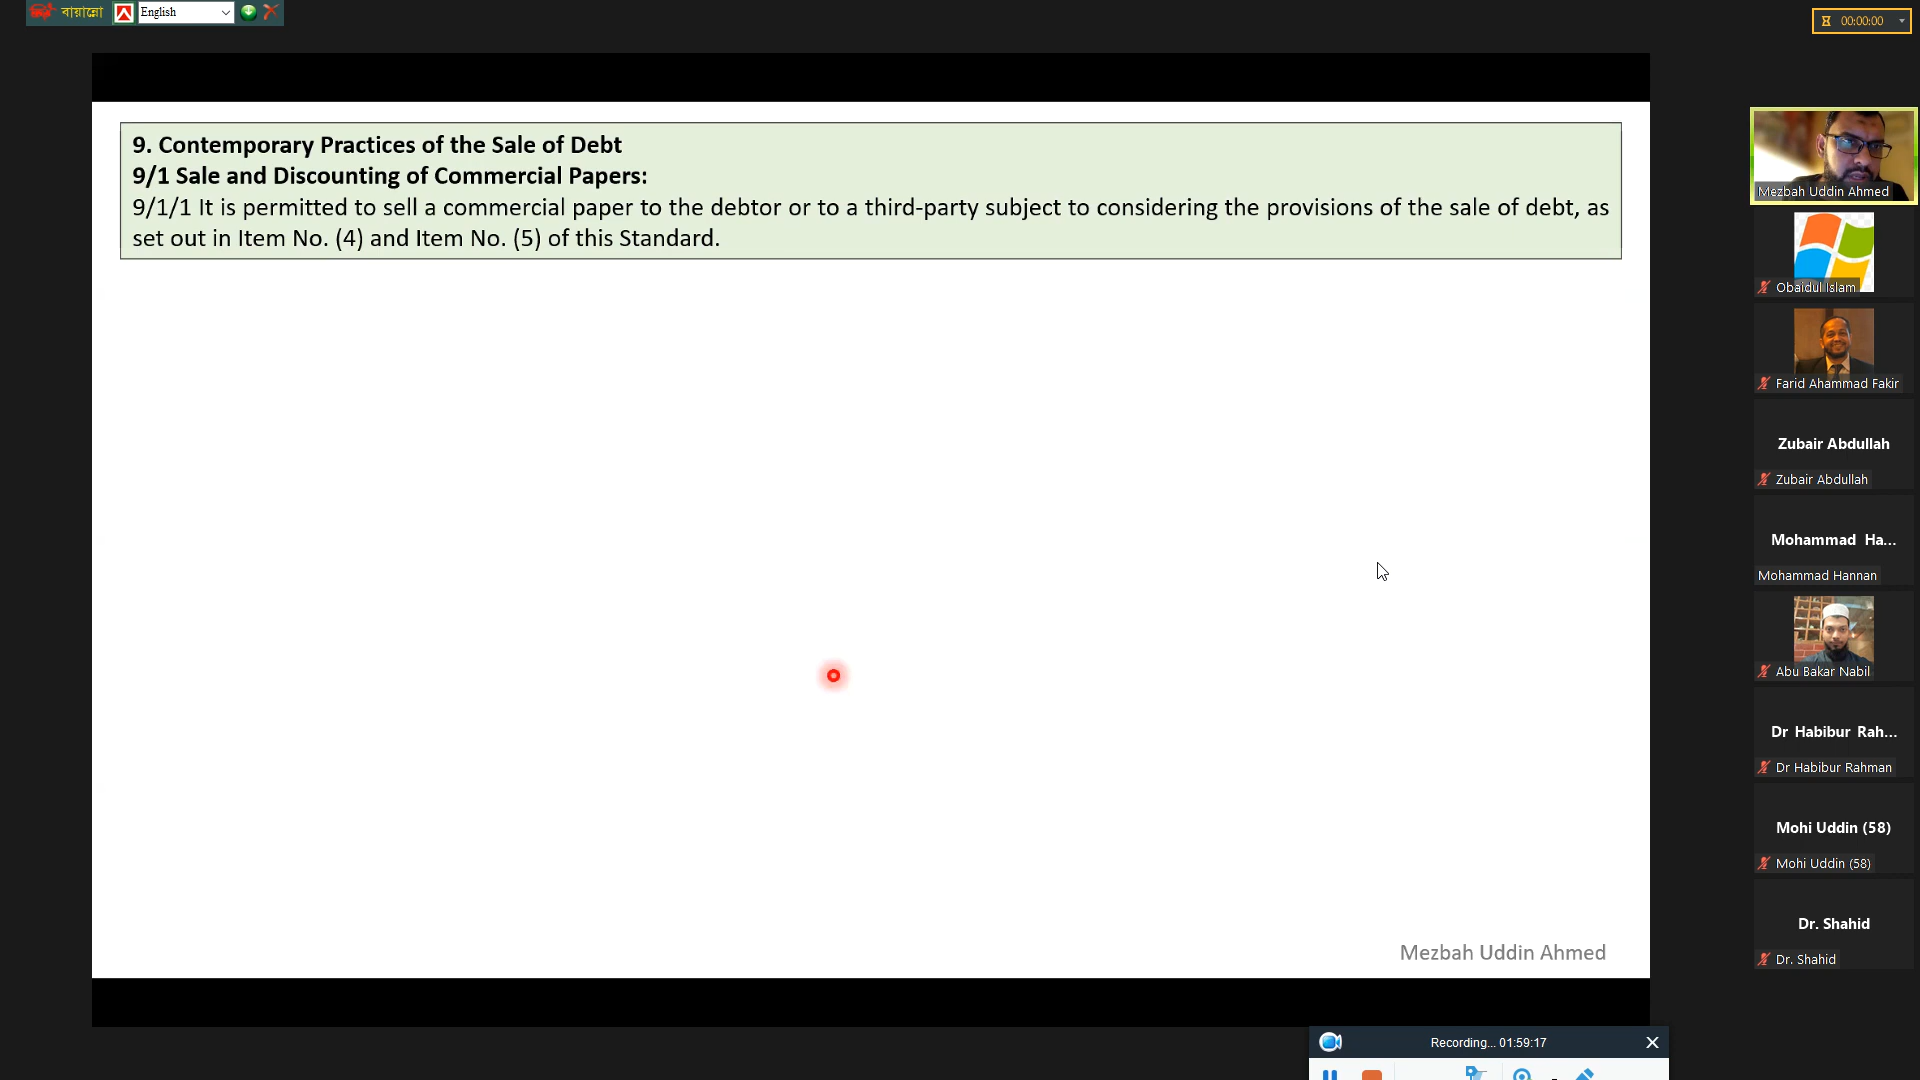 বায়ান্নো
English
00:00:00
9. Contemporary Practices of the Sale of Debt
9/1 Sale and Discounting of Commercial Papers:
9/1/1 It is permitted to sell a commercial paper to the debtor or to a third-party subject to considering the provisions of the sale of debt, as
set out in Item No. (4) and Item No. (5) of this Standard.
Mezbah Uddin Ahmed
Mezbah Uddin Ahmed
Obaidul Islam
Farid Ahammad Fakir
Zubair Abdullah
Zubair Abdullah
Mohammad Ha...
Mohammad Hannan
Abu Bakar Nabil
Dr Habibur Rah...
Dr Habibur Rahman
Mohi Uddin (58)
Mohi Uddin (58)
Dr. Shahid
Dr. Shahid
Recording... 01:59:17